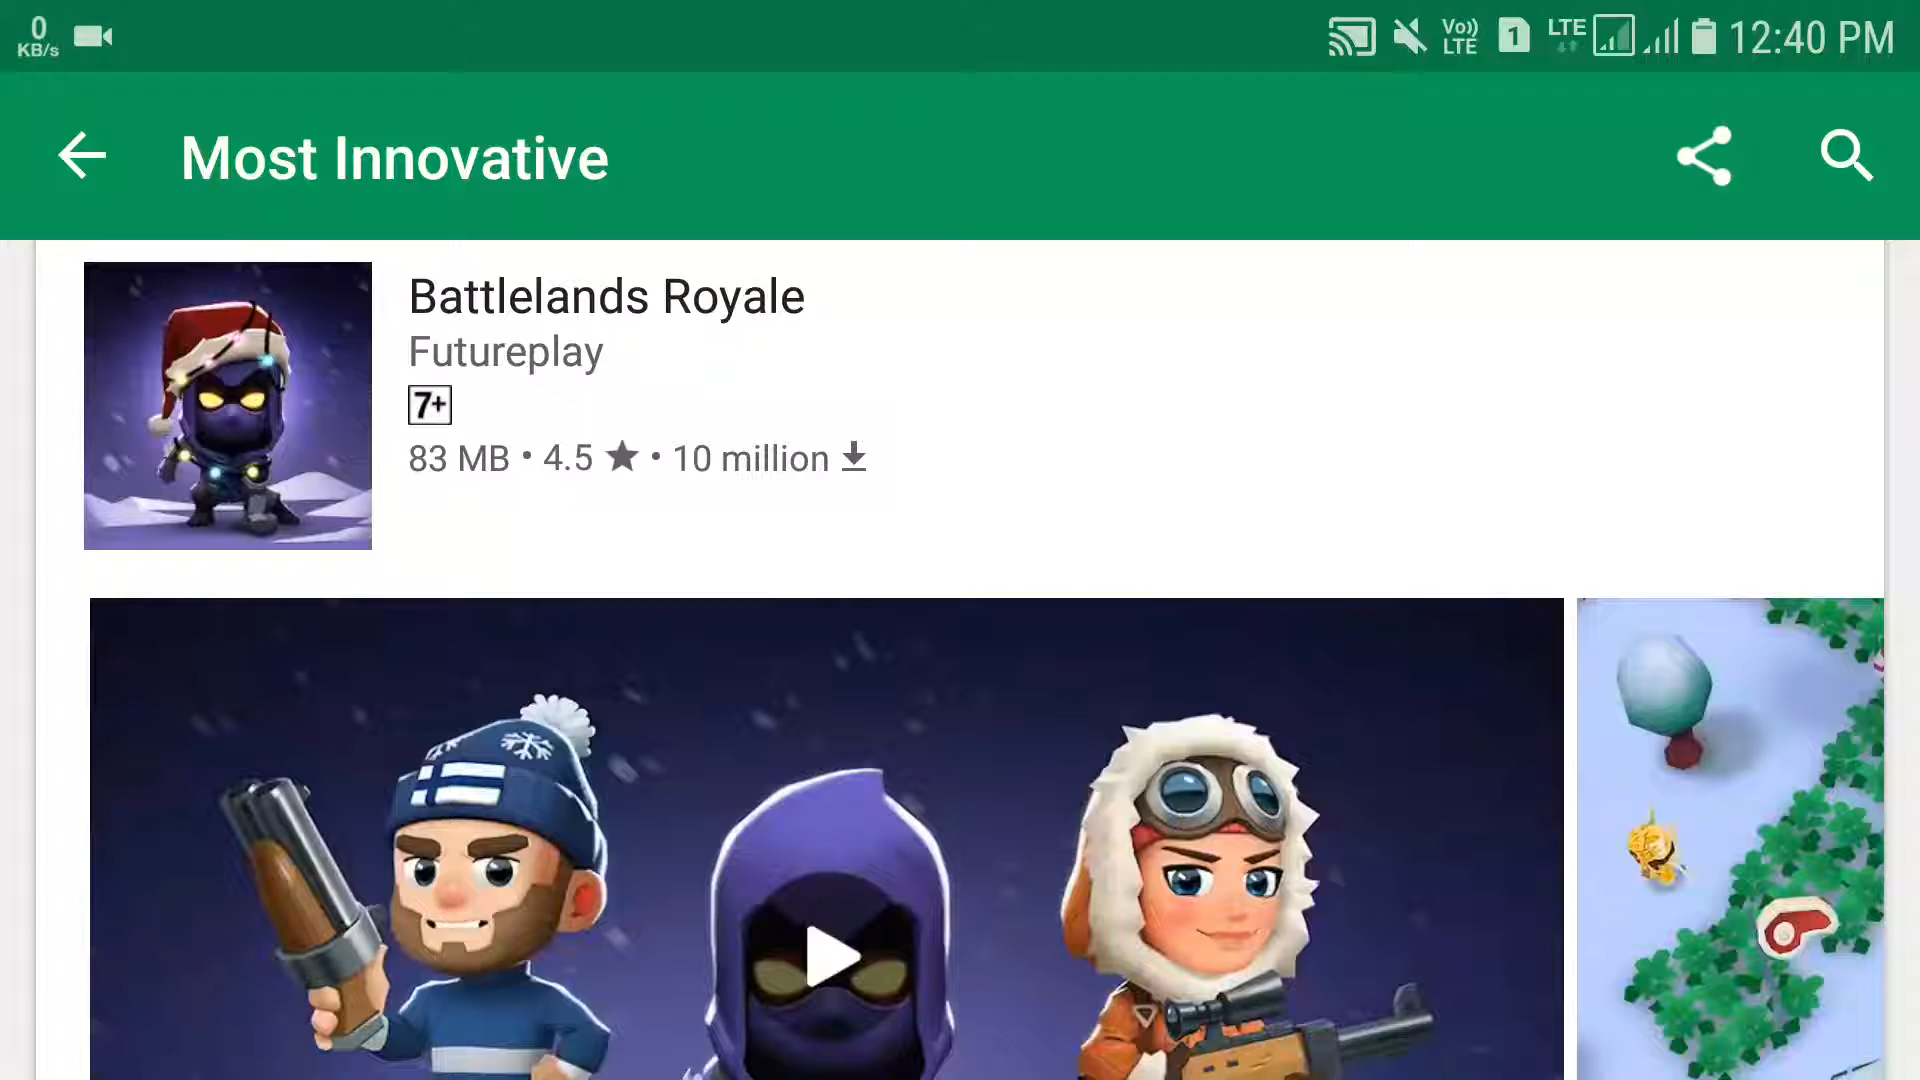 0
KB/s
Vo)) LTE 1 LTE 12:40 PM
Most Innovative
Battlelands Royale
Futureplay
7+
83 MB • 4.5 ★ • 10 million